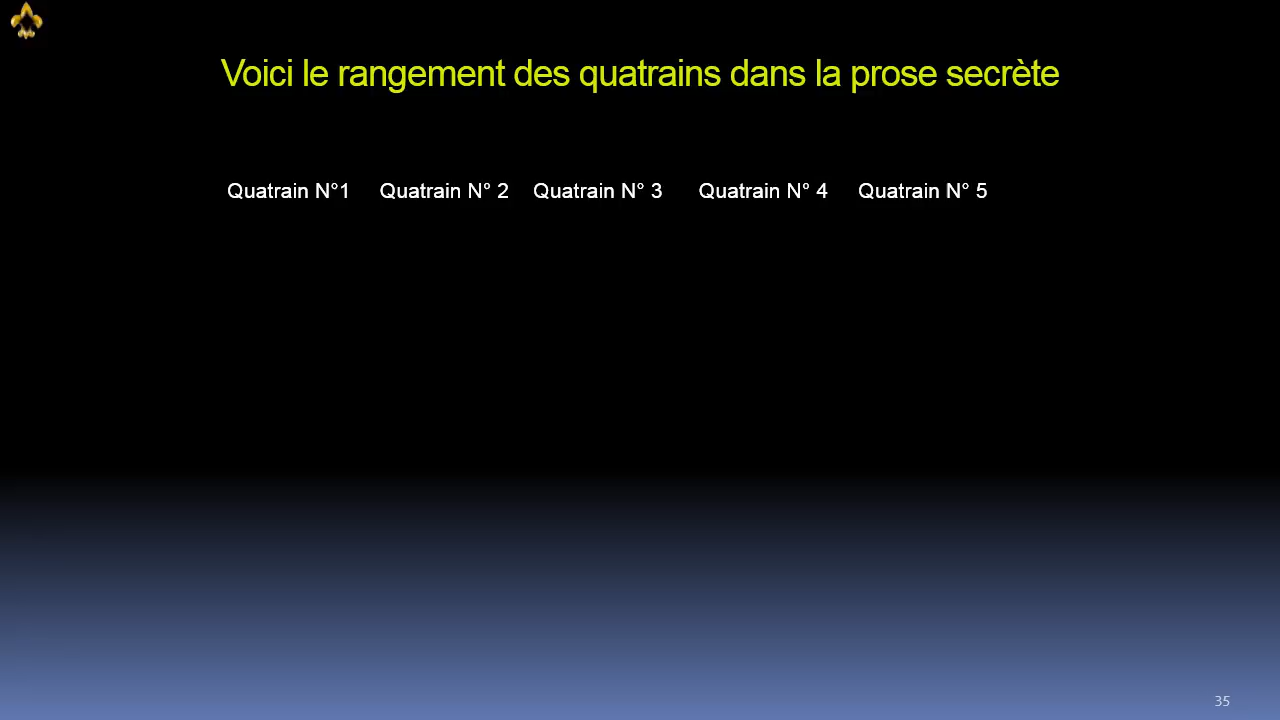 Voici le rangement des quatrains dans la prose secrète
Quatrain N°1 Quatrain N° 2 Quatrain N° 3 Quatrain N° 4 Quatrain N° 5
35